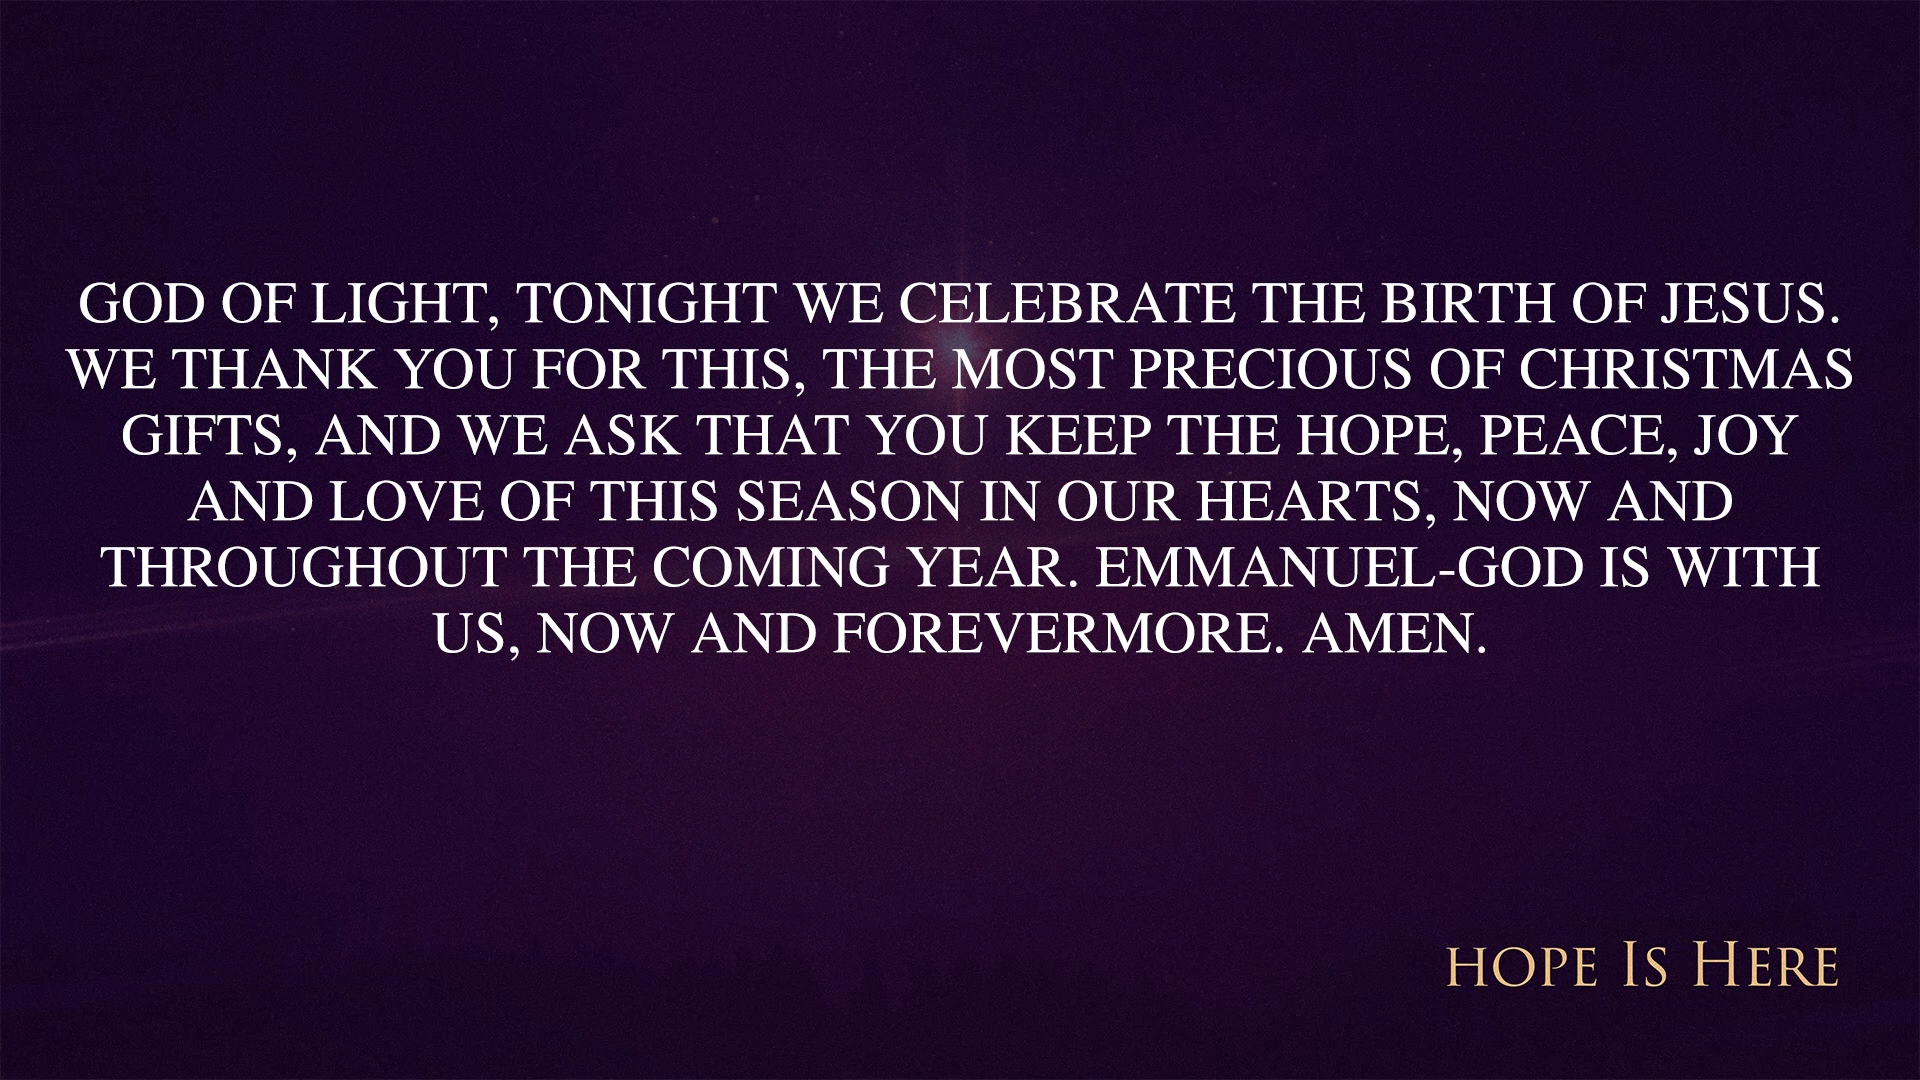 GOD OF LIGHT, TONIGHT WE CELEBRATE THE BIRTH OF JESUS.
WE THANK YOU FOR THIS, THE MOST PRECIOUS OF CHRISTMAS
GIFTS, AND WE ASK THAT YOU KEEP THE HOPE, PEACE, JOY
AND LOVE OF THIS SEASON IN OUR HEARTS, NOW AND
THROUGHOUT THE COMING YEAR. EMMANUEL-GOD IS WITH
US, NOW AND FOREVERMORE. AMEN.
HOPE IS HERE